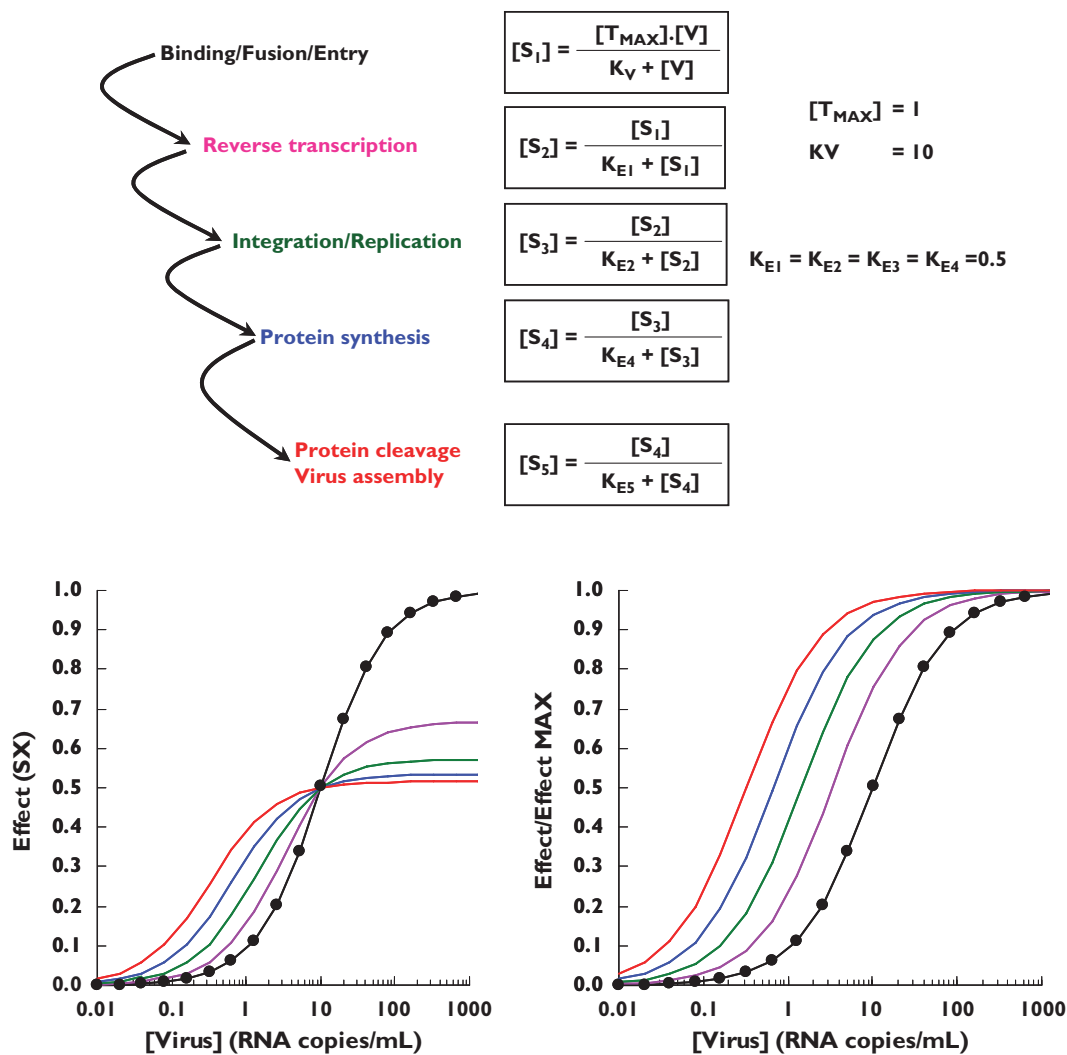 Binding/Fusion/Entry
[S1] = [TMAX].[V]
KV + [V]
[TMAX] = 1
KV = 10
Reverse transcription
[S2] = [S1]
KE1 + [S1]
Integration/Replication
[S3] = [S2]
KE2 + [S2]
KE1 = KE2 = KE3 = KE4 =0.5
Protein synthesis
[S4] = [S3]
KE4 + [S3]
Protein cleavage
Virus assembly
[S5] = [S4]
KE5 + [S4]
Effect (SX)
1.0
0.9
0.8
0.7
0.6
0.5
0.4
0.3
0.2
0.1
0.0
0.01 0.1 1 10 100 1000
[Virus] (RNA copies/mL)
Effect/Effect MAX
1.0
0.9
0.8
0.7
0.6
0.5
0.4
0.3
0.2
0.1
0.0
0.01 0.1 1 10 100 1000
[Virus] (RNA copies/mL)